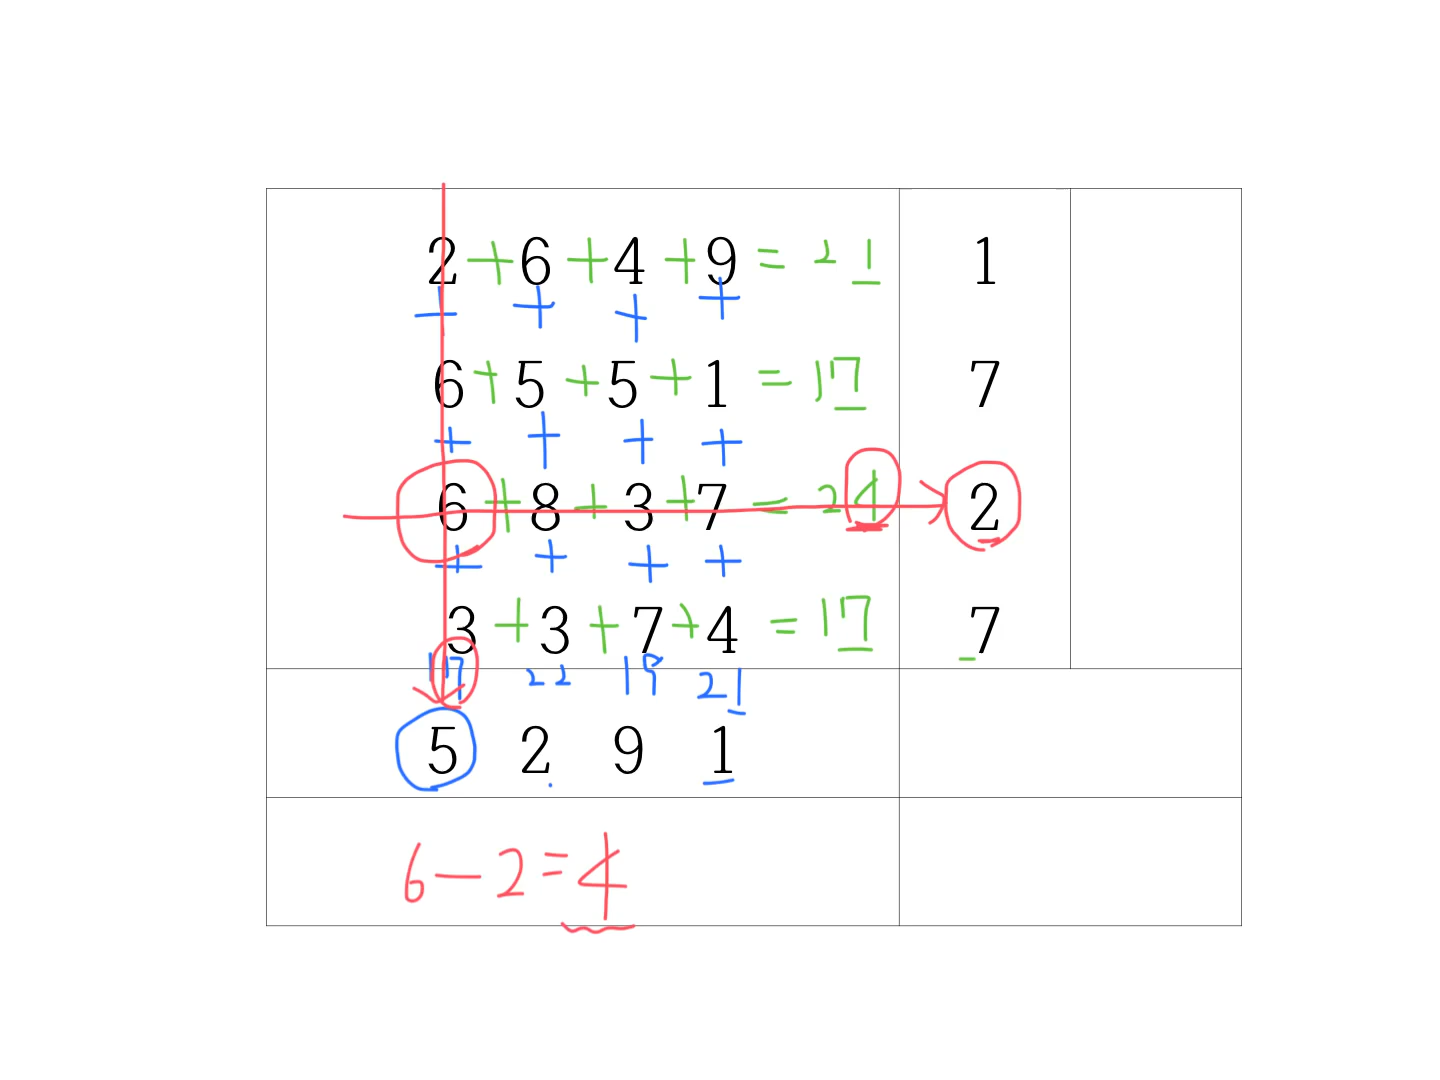 2 + 6 + 4 + 9 = 21 1
+ + + +
6 + 5 + 5 + 1 = 17 7
+ + + +
6 + 8 + 3 + 7 = 24 2
+ + + +
3 + 3 + 7 + 4 = 17 7
17 22 19 21
5 2 9 1
6 - 2 = 4